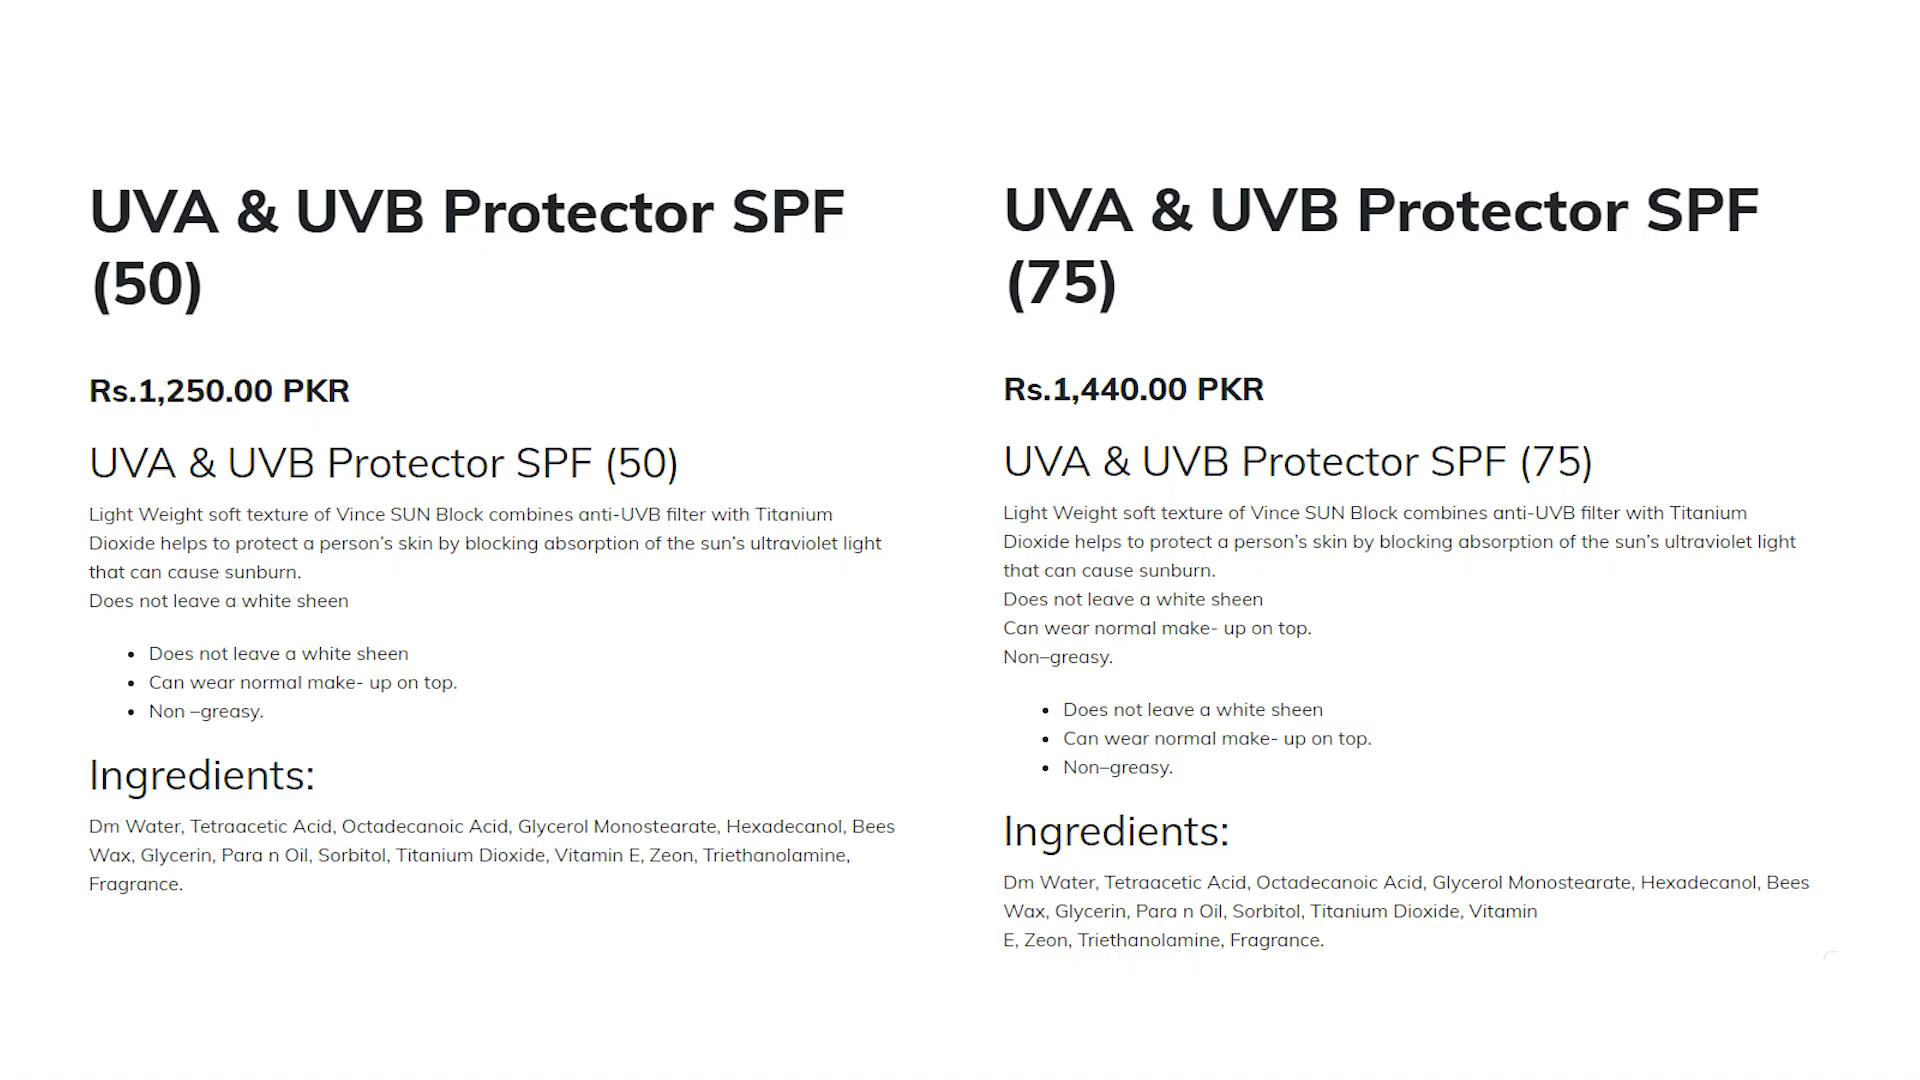 UVA & UVB Protector SPF
(50)
Rs.1,250.00 PKR
UVA & UVB Protector SPF (50)
Light Weight soft texture of Vince SUN Block combines anti-UVB filter with Titanium
Dioxide helps to protect a person’s skin by blocking absorption of the sun’s ultraviolet light
that can cause sunburn.
Does not leave a white sheen
• Does not leave a white sheen
• Can wear normal make- up on top.
• Non –greasy.
Ingredients:
Dm Water, Tetraacetic Acid, Octadecanoic Acid, Glycerol Monostearate, Hexadecanol, Bees
Wax, Glycerin, Para n Oil, Sorbitol, Titanium Dioxide, Vitamin E, Zeon, Triethanolamine,
Fragrance.
UVA & UVB Protector SPF
(75)
Rs.1,440.00 PKR
UVA & UVB Protector SPF (75)
Light Weight soft texture of Vince SUN Block combines anti-UVB filter with Titanium
Dioxide helps to protect a person’s skin by blocking absorption of the sun’s ultraviolet light
that can cause sunburn.
Does not leave a white sheen
Can wear normal make- up on top.
Non–greasy.
• Does not leave a white sheen
• Can wear normal make- up on top.
• Non–greasy.
Ingredients:
Dm Water, Tetraacetic Acid, Octadecanoic Acid, Glycerol Monostearate, Hexadecanol, Bees
Wax, Glycerin, Para n Oil, Sorbitol, Titanium Dioxide, Vitamin
E, Zeon, Triethanolamine, Fragrance.